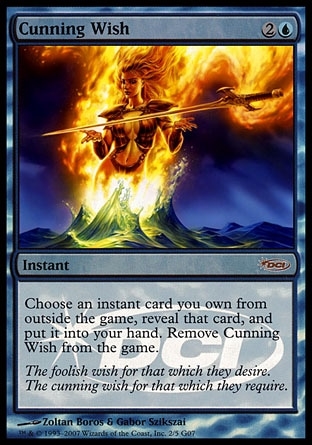 Cunning Wish 2
Instant DCI
Choose an instant card you own from
outside the game, reveal that card, and
put it into your hand. Remove Cunning
Wish from the game.
DCI
The foolish wish for that which they desire.
The cunning wish for that which they require.
Zoltan Boros & Gabor Szikszai
™ & © 1993-2007 Wizards of the Coast, Inc. 2/5 G07